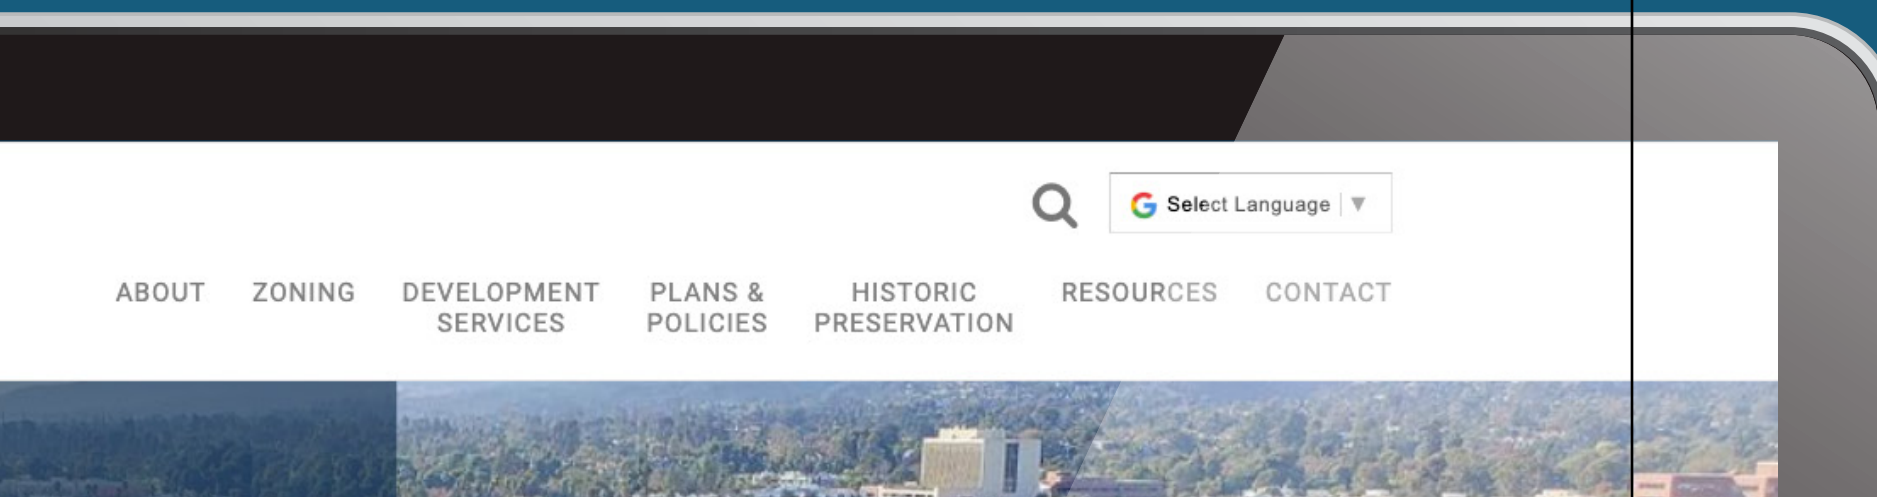 Select Language
ABOUT ZONING DEVELOPMENT SERVICES PLANS & POLICIES HISTORIC PRESERVATION RESOURCES CONTACT